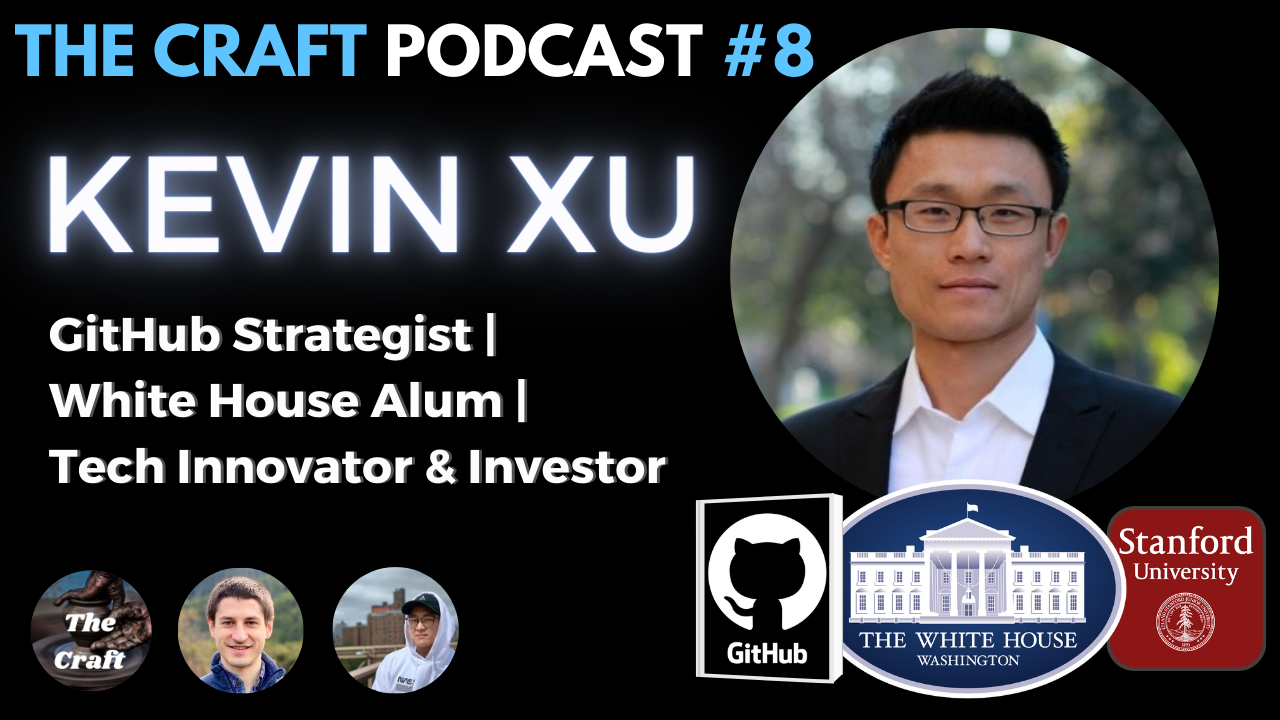 THE CRAFT PODCAST #8
KEVIN XU
GitHub Strategist |
White House Alum |
Tech Innovator & Investor
The
Craft
NASA
GitHub
THE WHITE HOUSE
WASHINGTON
Stanford
University